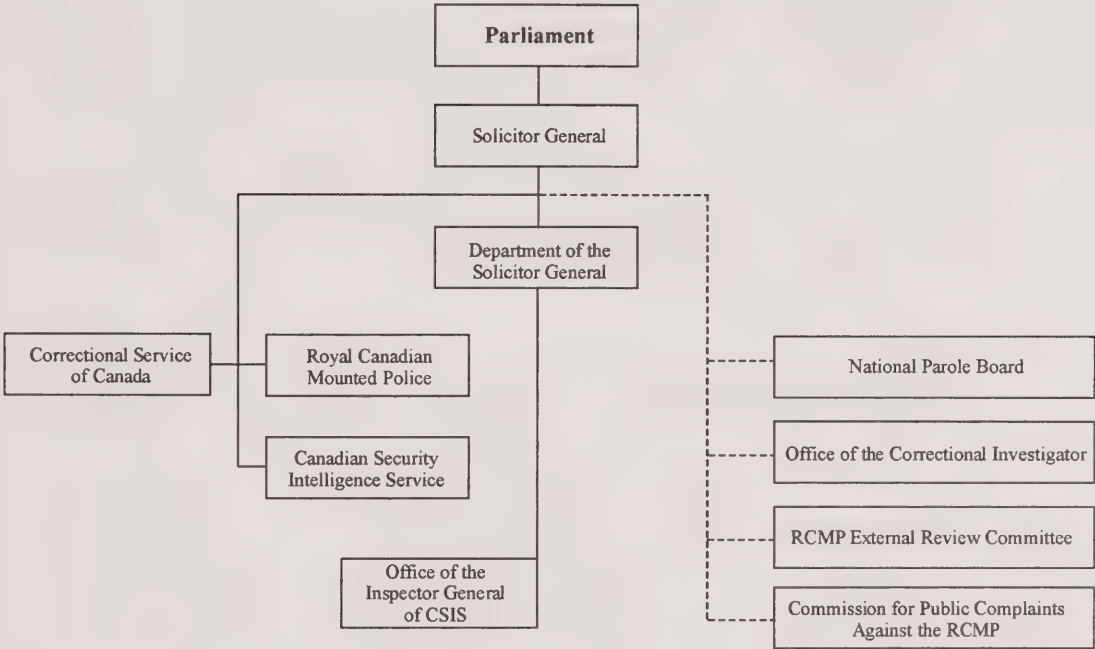 Parliament
Solicitor General
Department of the
Solicitor General
Correctional Service
of Canada
Royal Canadian
Mounted Police
National Parole Board
Canadian Security
Intelligence Service
Office of the Correctional Investigator
RCMP External Review Committee
Office of the
Inspector General
of CSIS
Commission for Public Complaints
Against the RCMP